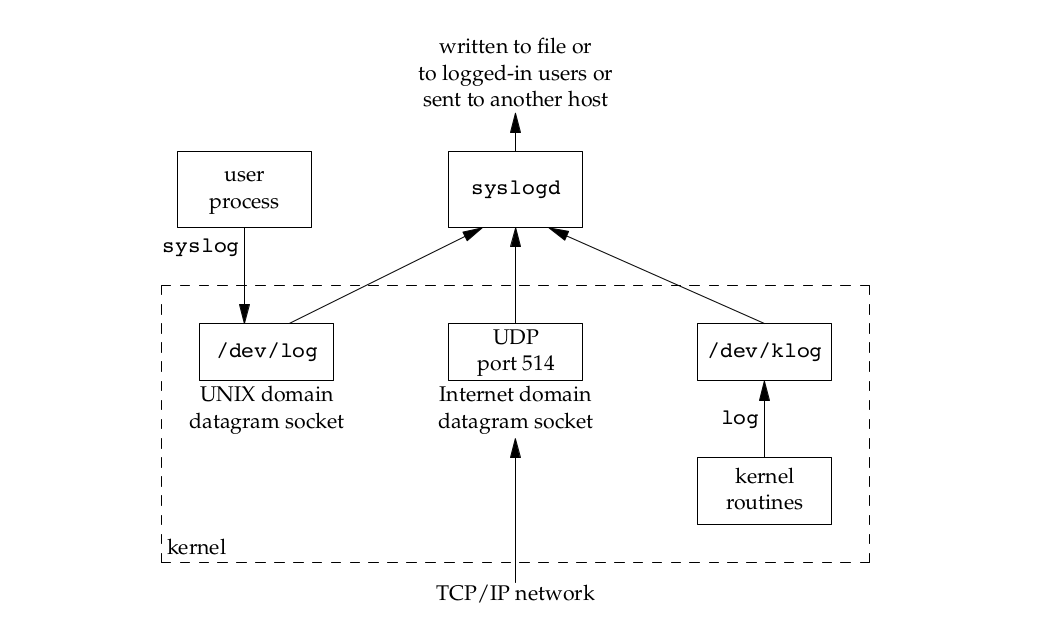 written to file or
to logged-in users or
sent to another host
user
process
syslogd
syslog
/dev/log
UDP
port 514
/dev/klog
UNIX domain
datagram socket
Internet domain
datagram socket
log
kernel
routines
kernel
TCP/IP network